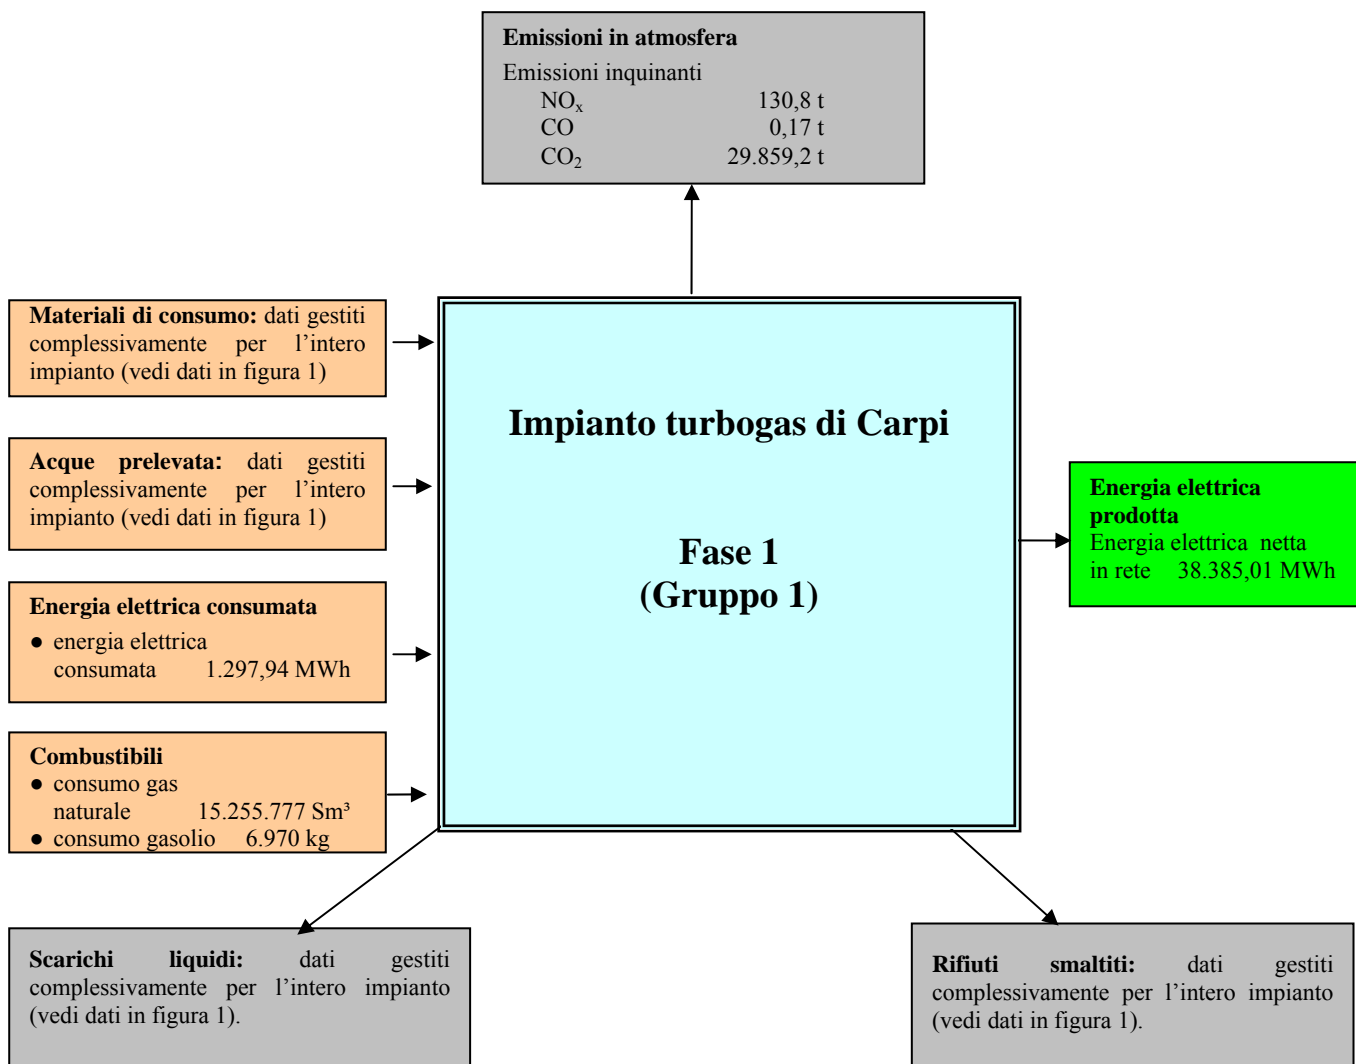 Emissioni in atmosfera
Emissioni inquinanti
NOx 130,8 t
CO 0,17 t
CO2 29.859,2 t
Materiali di consumo: dati gestiti
complessivamente per l'intero
impianto (vedi dati in figura 1)
Acque prelevata: dati gestiti
complessivamente per l'intero
impianto (vedi dati in figura 1)
Energia elettrica consumata
● energia elettrica
consumata 1.297,94 MWh
Combustibili
● consumo gas
naturale 15.255.777 Sm³
● consumo gasolio 6.970 kg
Impianto turbogas di Carpi
Fase 1
(Gruppo 1)
Energia elettrica
prodotta
Energia elettrica netta
in rete 38.385,01 MWh
Scarichi liquidi: dati gestiti
complessivamente per l'intero impianto
(vedi dati in figura 1).
Rifiuti smaltiti: dati gestiti
complessivamente per l'intero impianto
(vedi dati in figura 1).